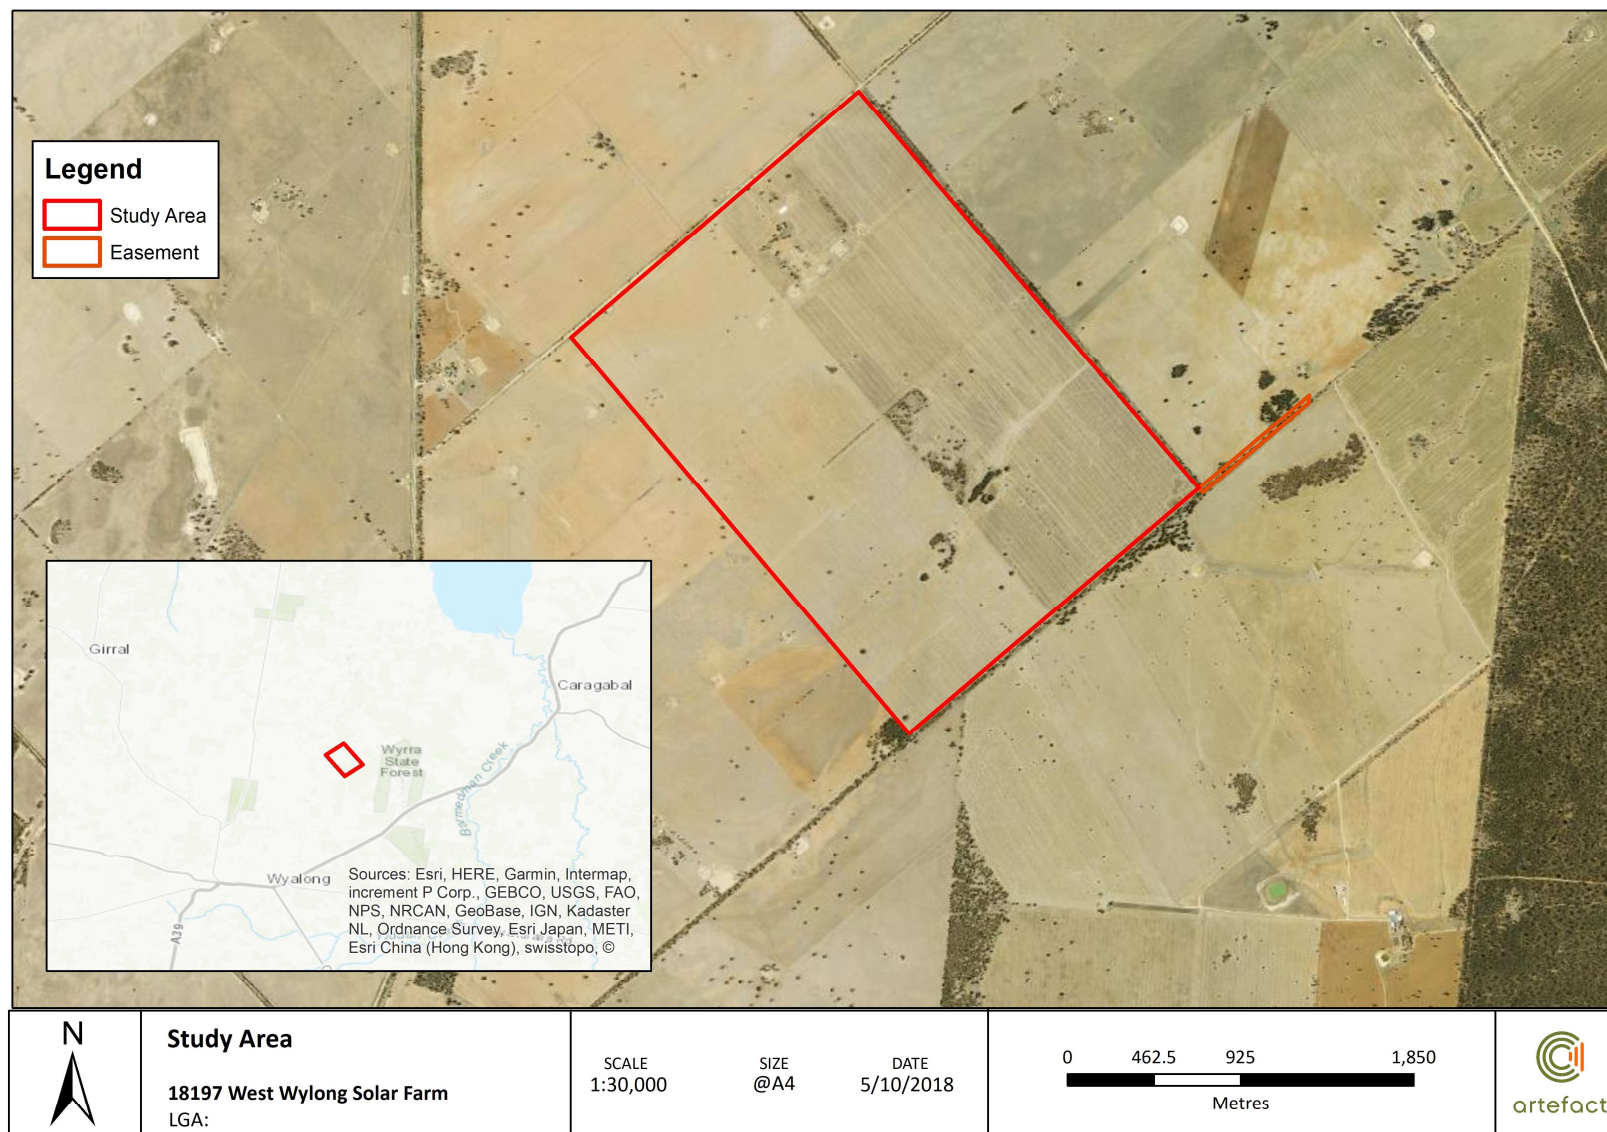 Legend
Study Area
Easement
Girral
Caragabal
Wyrra
State
Forest
Bormedman Creek
Wyalong
A39
Sources: Esri, HERE, Garmin, Intermap,
increment P Corp., GEBCO, USGS, FAO,
NPS, NRCAN, GeoBase, IGN, Kadaster
NL, Ordnance Survey, Esri Japan, METI,
Esri China (Hong Kong), swisstopo, ©
N
Study Area
18197 West Wylong Solar Farm
LGA:
SCALE
1:30,000
SIZE
@A4
DATE
5/10/2018
0 462.5 925 1,850
Metres
artefact